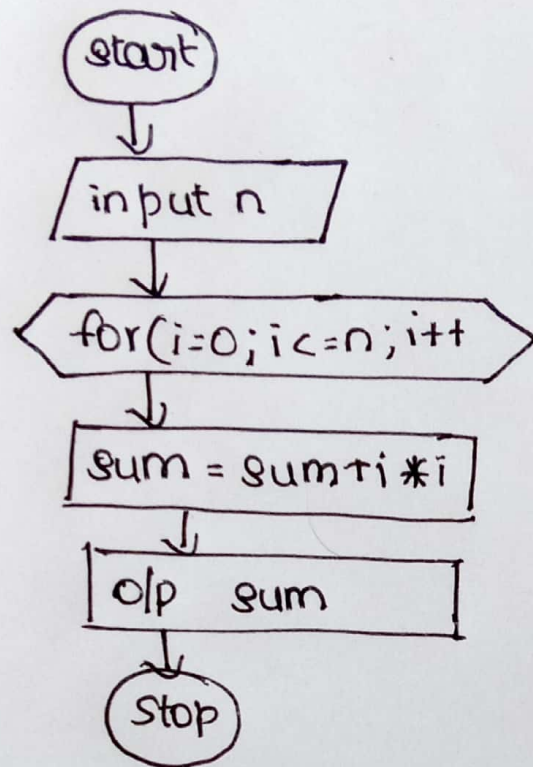 start
input n
for(i=0; i<=n; i++
sum = sum+i*i
o/p sum
stop